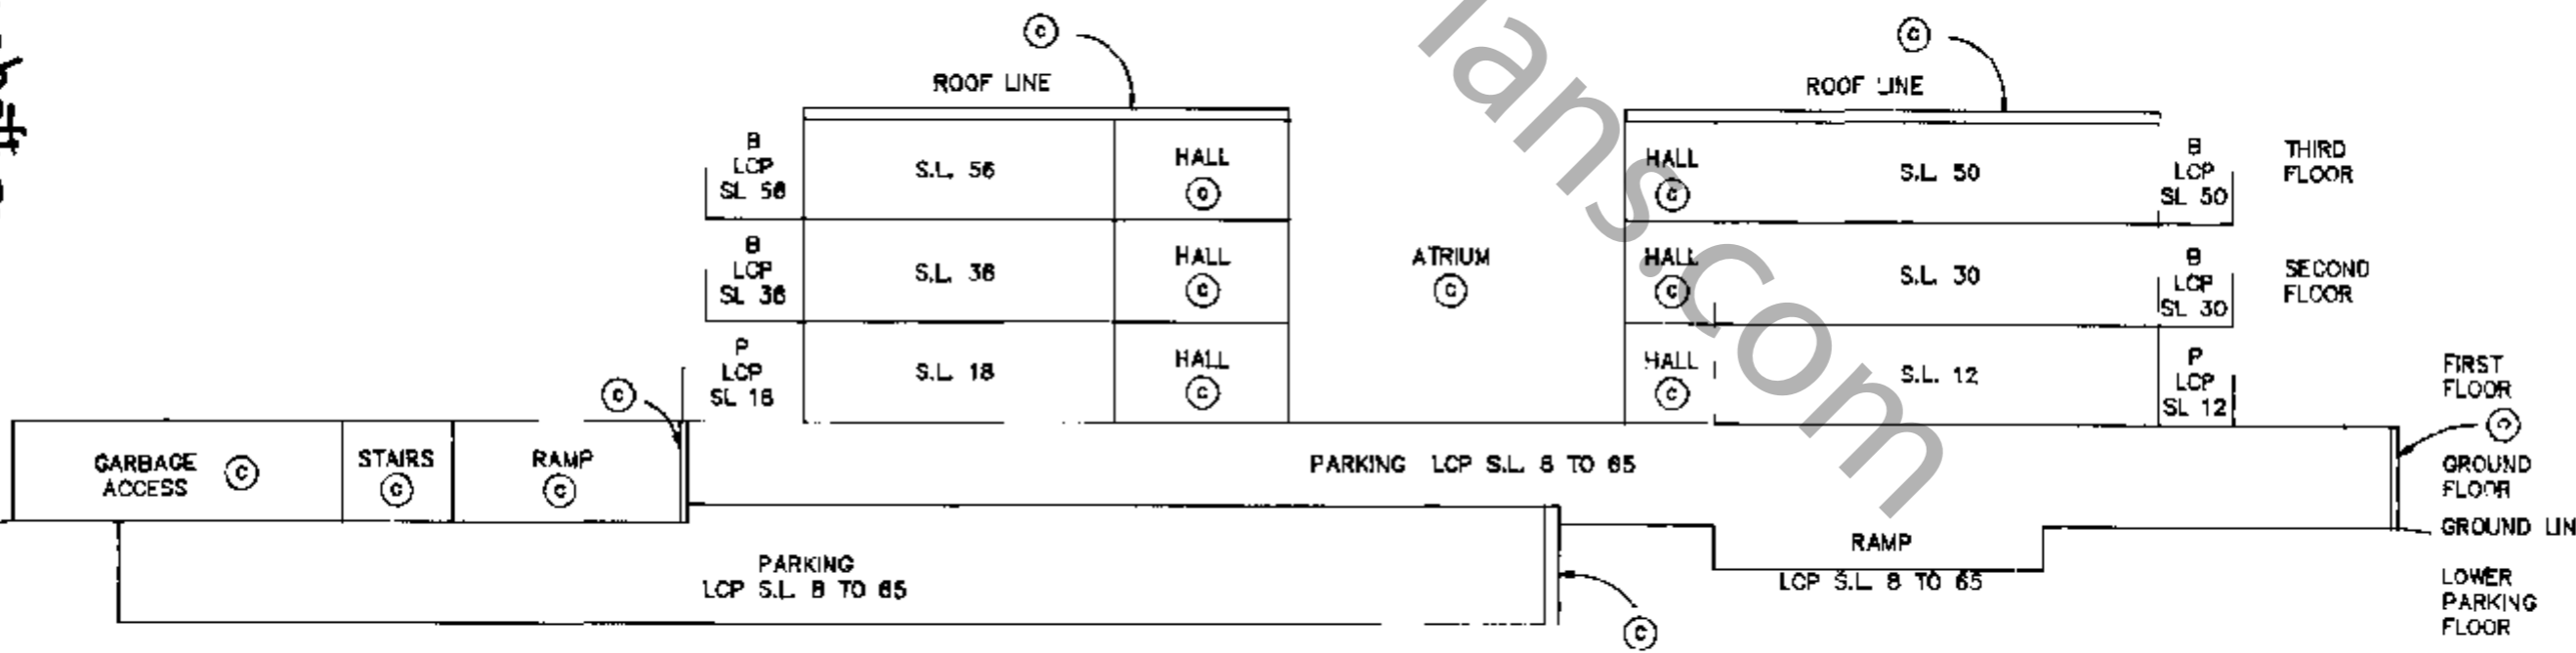 C
C
ROOF LINE
ROOF LINE
B
LCP
SL 56
S.L. 56
HALL
C
HALL
C
S.L. 50
B
LCP
SL 50
THIRD
FLOOR
B
LCP
SL 36
S.L. 36
HALL
C
ATRIUM
C
HALL
C
S.L. 30
B
LCP
SL 30
SECOND
FLOOR
P
LCP
SL 18
S.L. 18
HALL
C
HALL
C
S.L. 12
P
LCP
SL 12
FIRST
FLOOR
C
C
GARBAGE
ACCESS
C
STAIRS
C
RAMP
C
PARKING LCP S.L. 8 TO 65
GROUND
FLOOR
GROUND LIN
PARKING
LCP S.L. 8 TO 65
C
RAMP
LCP S.L. 8 TO 65
LOWER
PARKING
FLOOR
lans.com